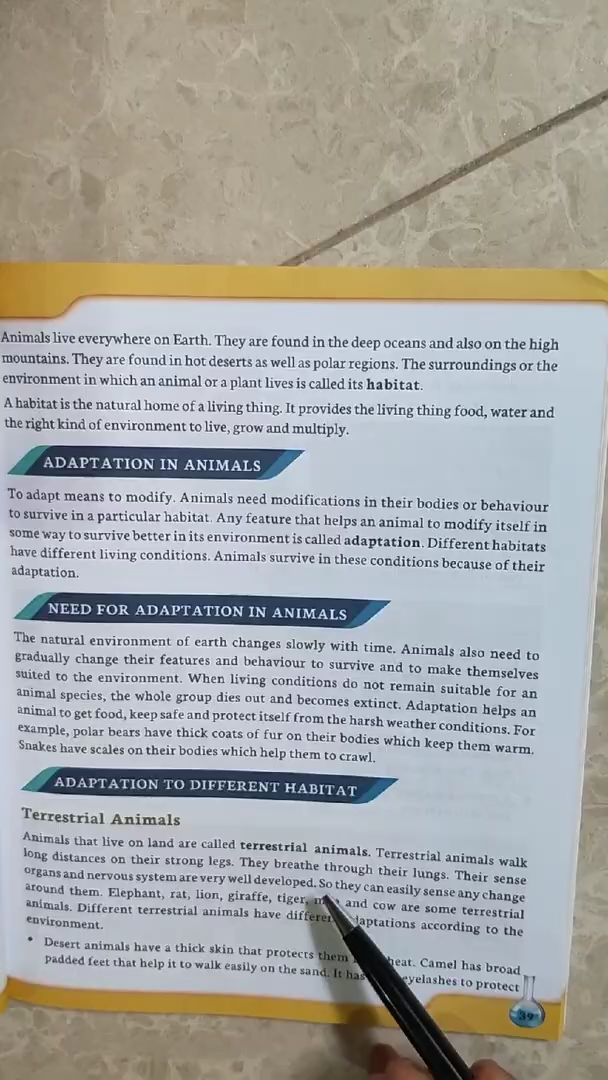 Animals live everywhere on Earth. They are found in the deep oceans and also on the high
mountains. They are found in hot deserts as well as polar regions. The surroundings or the
environment in which an animal or a plant lives is called its habitat.
A habitat is the natural home of a living thing. It provides the living thing food, water and
the right kind of environment to live, grow and multiply.
ADAPTATION IN ANIMALS
To adapt means to modify. Animals need modifications in their bodies or behaviour
to survive in a particular habitat. Any feature that helps an animal to modify itself in
some way to survive better in its environment is called adaptation. Different habitats
have different living conditions. Animals survive in these conditions because of their
adaptation.
NEED FOR ADAPTATION IN ANIMALS
The natural environment of earth changes slowly with time. Animals also need to
gradually change their features and behaviour to survive and to make themselves
suited to the environment. When living conditions do not remain suitable for an
animal species, the whole group dies out and becomes extinct. Adaptation helps an
animal to get food, keep safe and protect itself from the harsh weather conditions. For
example, polar bears have thick coats of fur on their bodies which keep them warm.
Snakes have scales on their bodies which help them to crawl.
ADAPTATION TO DIFFERENT HABITAT
Terrestrial Animals
Animals that live on land are called terrestrial animals. Terrestrial animals walk
long distances on their strong legs. They breathe through their lungs. Their sense
organs and nervous system are very well developed. So they can easily sense any change
around them. Elephant, rat, lion, giraffe, tiger, and cow are some terrestrial
animals. Different terrestrial animals have according to the
environment.
• Desert animals have a thick skin that protects them heat. Camel has broad
padded feet that help it to walk easily on the sand. It has eyelashes to protect
39